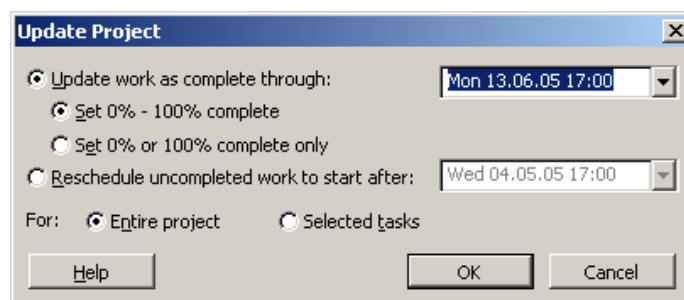 Update Project
Update work as complete through: Mon 13.06.05 17:00
Set 0% - 100% complete
Set 0% or 100% complete only
Reschedule uncompleted work to start after: Wed 04.05.05 17:00
For: Entire project Selected tasks
Help OK Cancel